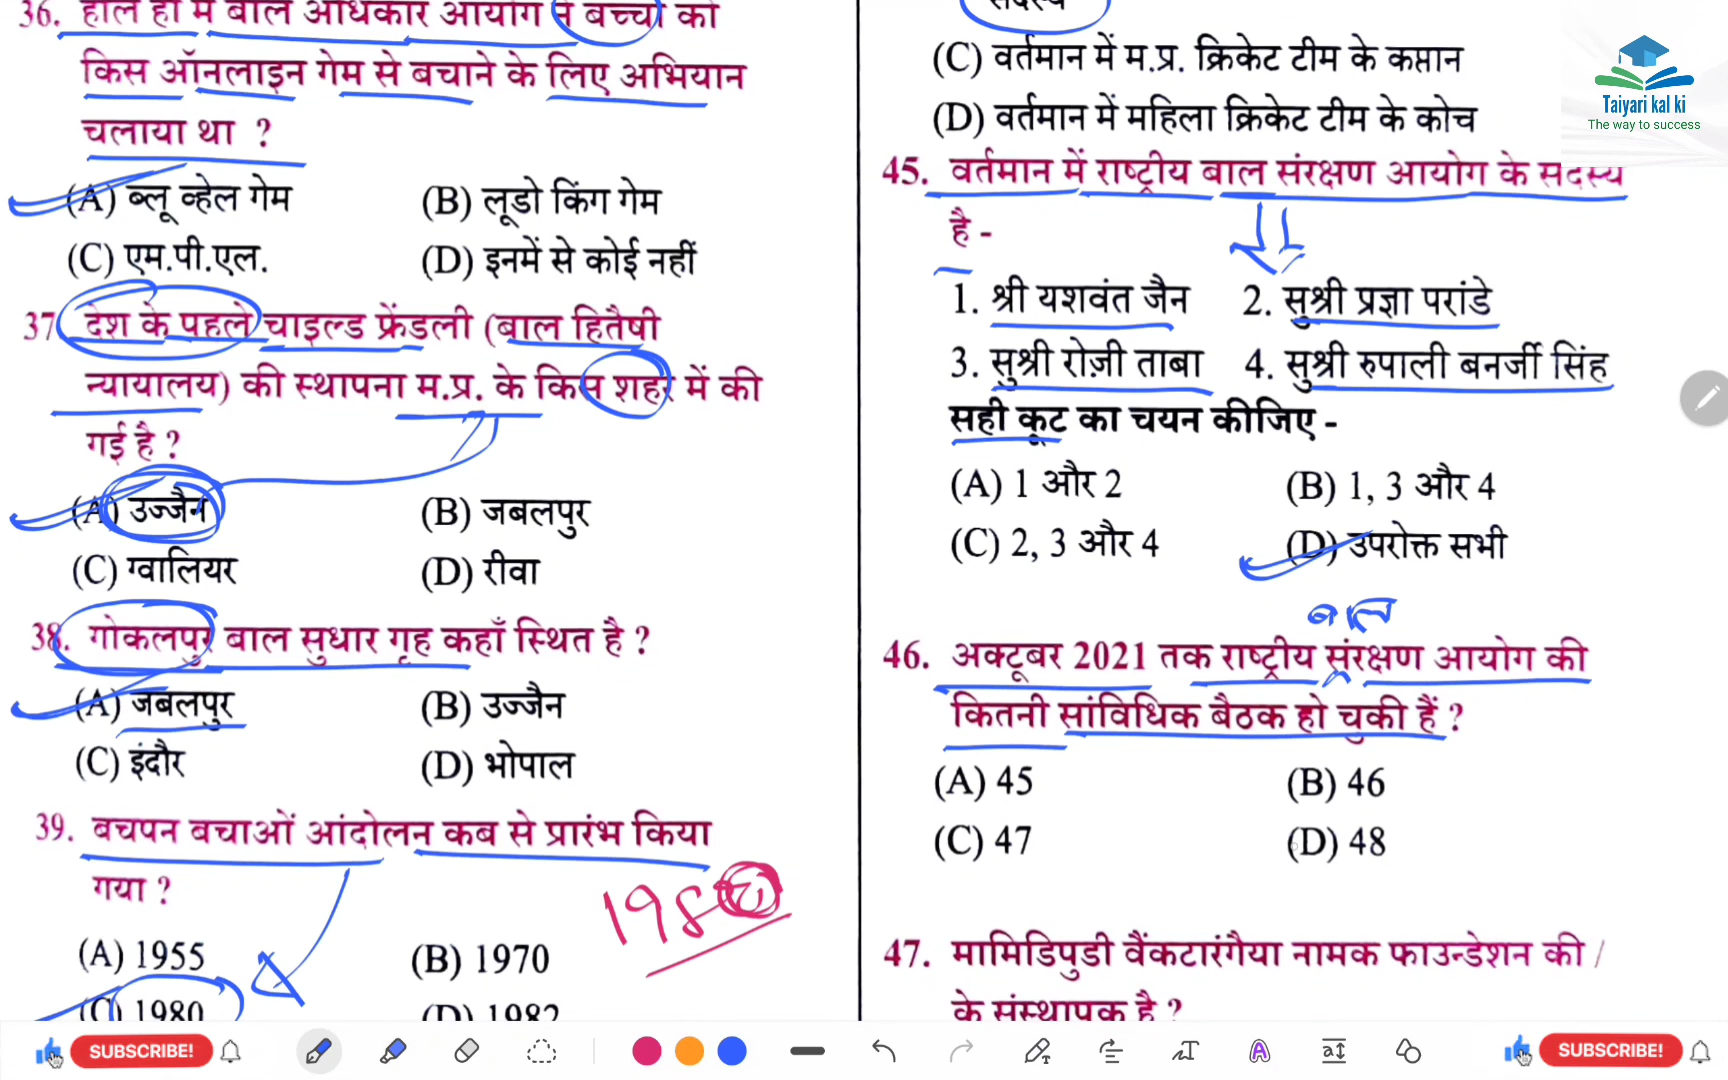 36. हाल ही में बाल अधिकार आयोग ने बच्चों को
किस ऑनलाइन गेम से बचाने के लिए अभियान
चलाया था ?
(A) ब्लू व्हेल गेम (B) लूडो किंग गेम
(C) एम.पी.एल. (D) इनमें से कोई नहीं
37. देश के पहले चाइल्ड फ्रेंडली (बाल हितैषी
न्यायालय) की स्थापना म.प्र. के किस शहर में की
गई है ?
(A) उज्जैन (B) जबलपुर
(C) ग्वालियर (D) रीवा
38. गोकलपुर बाल सुधार गृह कहाँ स्थित है ?
(A) जबलपुर (B) उज्जैन
(C) इंदौर (D) भोपाल
39. बचपन बचाओं आंदोलन कब से प्रारंभ किया
गया ?
(A) 1955 (B) 1970
(C) 1980 (D) 1982
सदस्य
(C) वर्तमान में म.प्र. क्रिकेट टीम के कप्तान
(D) वर्तमान में महिला क्रिकेट टीम के कोच
45. वर्तमान में राष्ट्रीय बाल संरक्षण आयोग के सदस्य
है -
1. श्री यशवंत जैन 2. सुश्री प्रज्ञा परांडे
3. सुश्री रोज़ी ताबा 4. सुश्री रुपाली बनर्जी सिंह
सही कूट का चयन कीजिए -
(A) 1 और 2 (B) 1, 3 और 4
(C) 2, 3 और 4 (D) उपरोक्त सभी
बाल
46. अक्टूबर 2021 तक राष्ट्रीय संरक्षण आयोग की
कितनी सांविधिक बैठक हो चुकी हैं ?
(A) 45 (B) 46
(C) 47 (D) 48
47. मामिडिपुडी वैंकटारंगैया नामक फाउन्डेशन की /
के संस्थापक है ?
Taiyari kal ki
The way to success
SUBSCRIBE!
SUBSCRIBE!